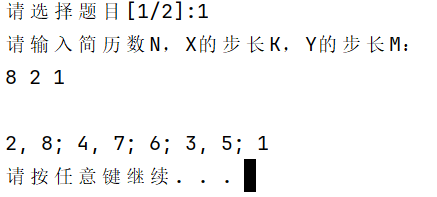 请选择题目[1/2]:1
请输入简历数N，X的步长K，Y的步长M：
8 2 1
2, 8; 4, 7; 6; 3, 5; 1
请按任意键继续. . .